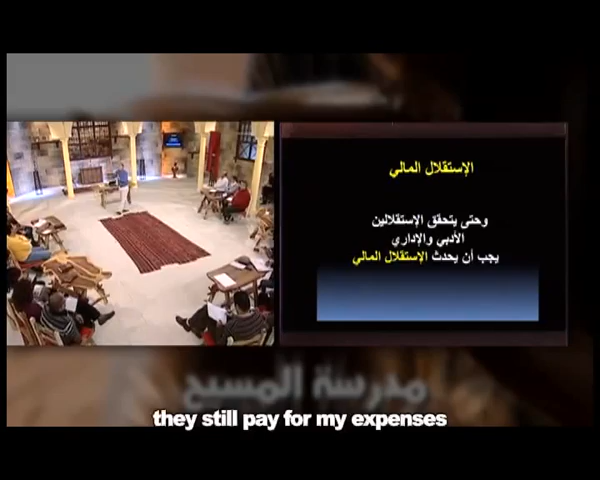 الإستقلال المالي
وحتى يتحقق الإستقلالين
الأدبي والإداري
يجب أن يحدث الإستقلال المالي
مدرسة المسيح
they still pay for my expenses